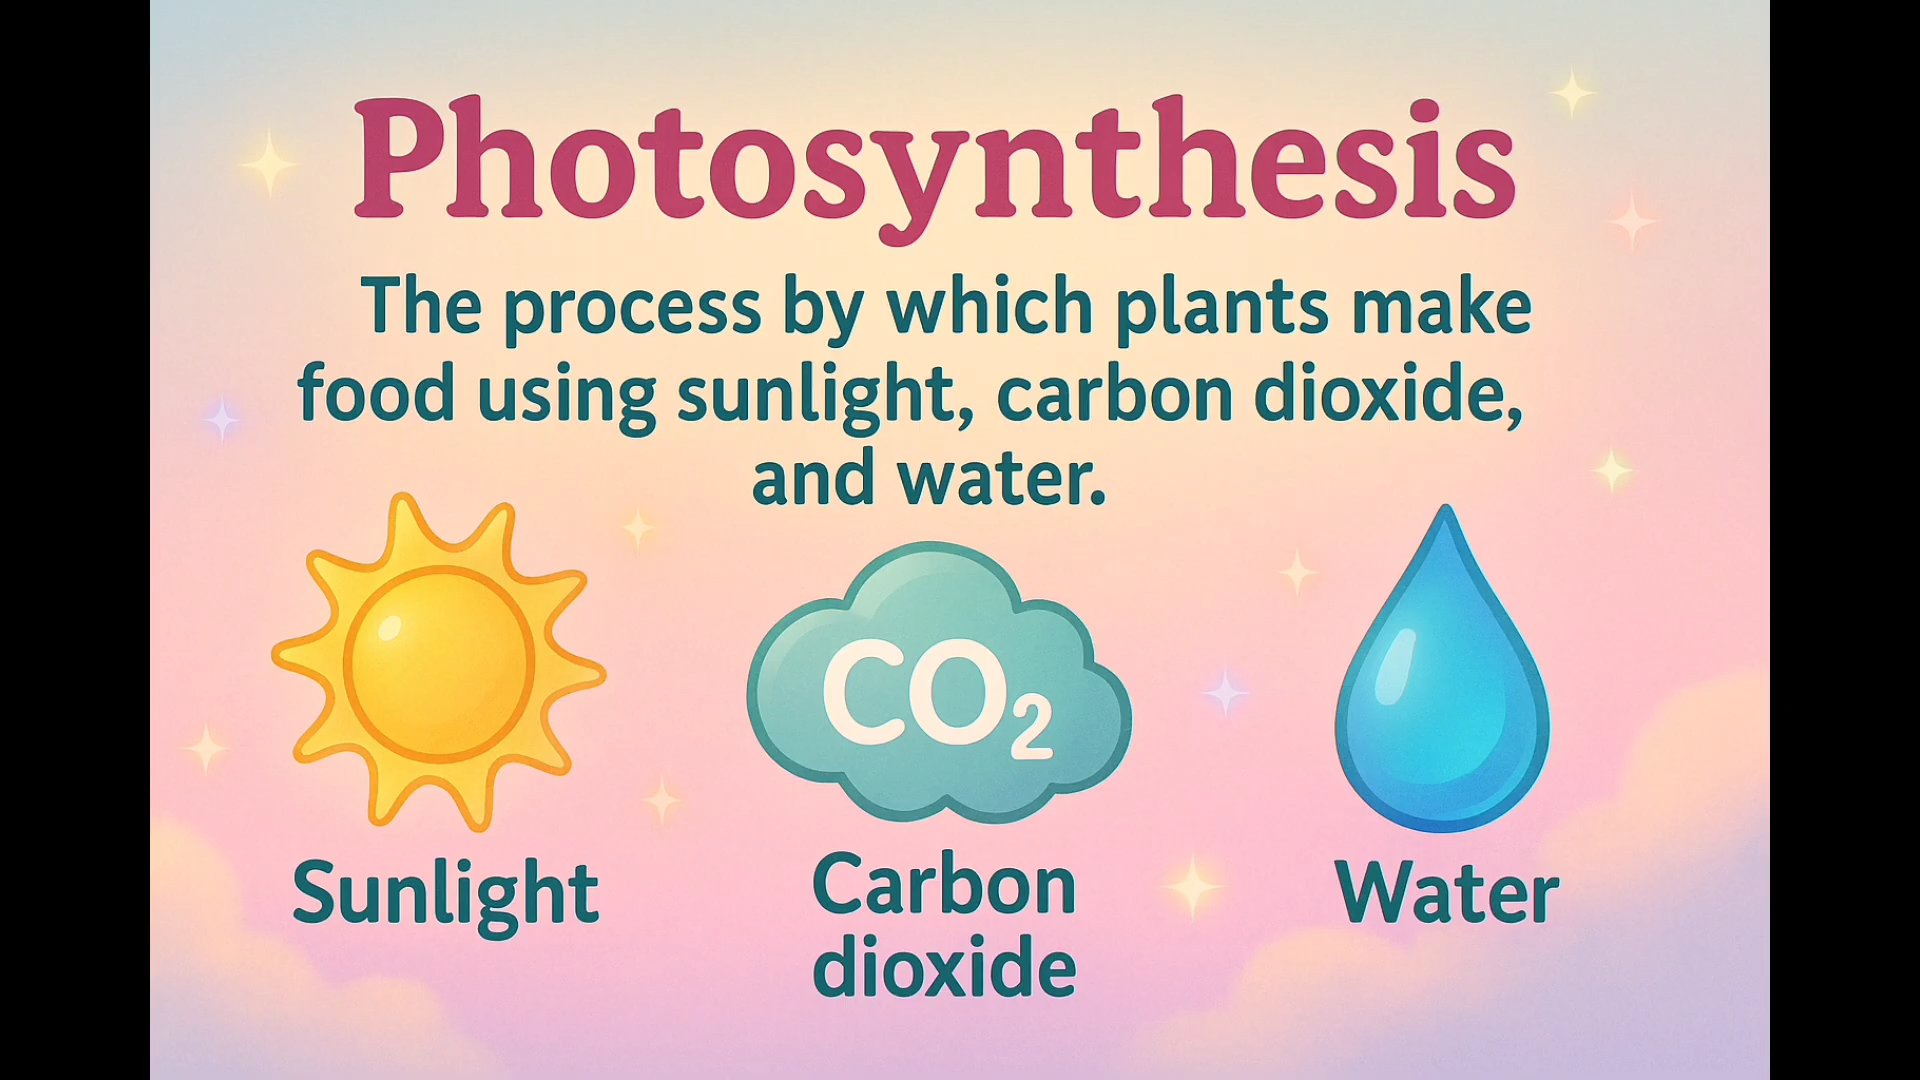 Photosynthesis
The process by which plants make
food using sunlight, carbon dioxide,
and water.
CO₂
Sunlight
Carbon
dioxide
Water